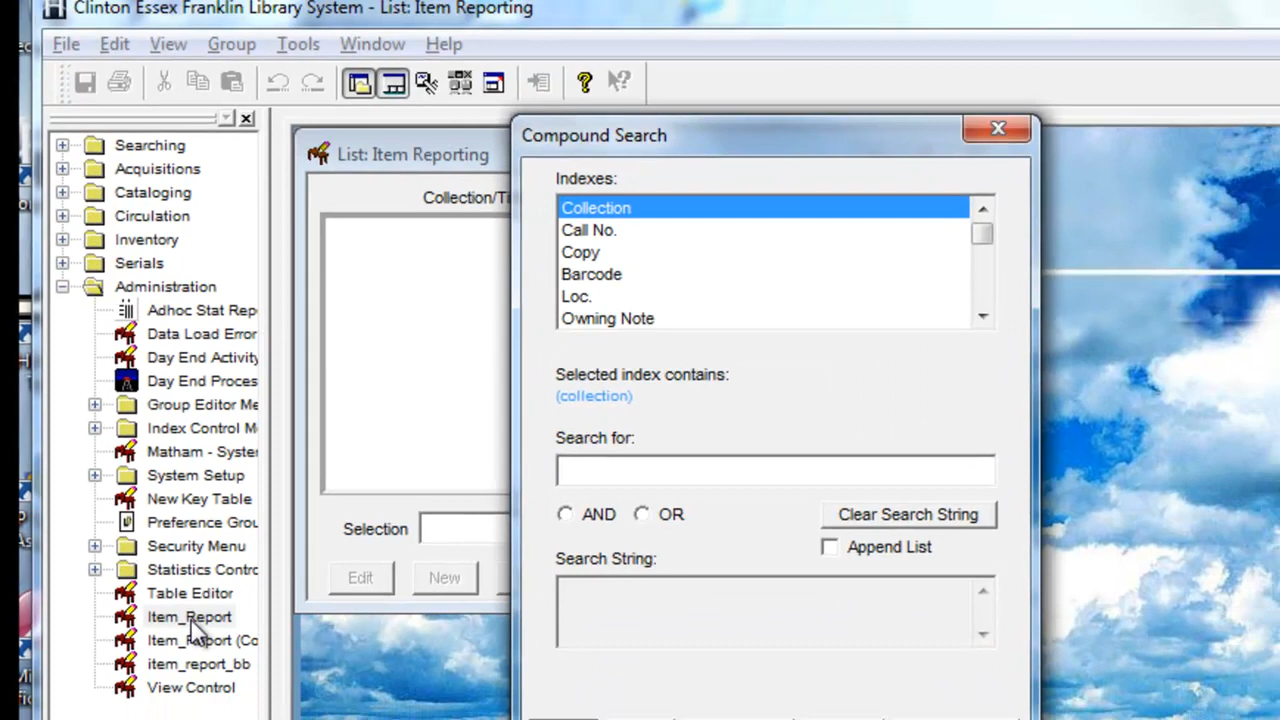 Clinton Essex Franklin Library System - List: Item Reporting
File Edit View Group Tools Window Help
Searching
Acquisitions
Cataloging
Circulation
Inventory
Serials
Administration
Adhoc Stat Rep
Data Load Error
Day End Activity
Day End Proces
Group Editor Me
Index Control M
Matham - Syster
System Setup
New Key Table
Preference Grou
Security Menu
Statistics Contro
Table Editor
Item_Report
Item_Report (Co
item_report_bb
View Control
List: Item Reporting
Collection/Ti
Selection
Edit New
Compound Search
Indexes:
Collection
Call No.
Copy
Barcode
Loc.
Owning Note
Selected index contains:
(collection)
Search for:
AND OR
Clear Search String
Append List
Search String: